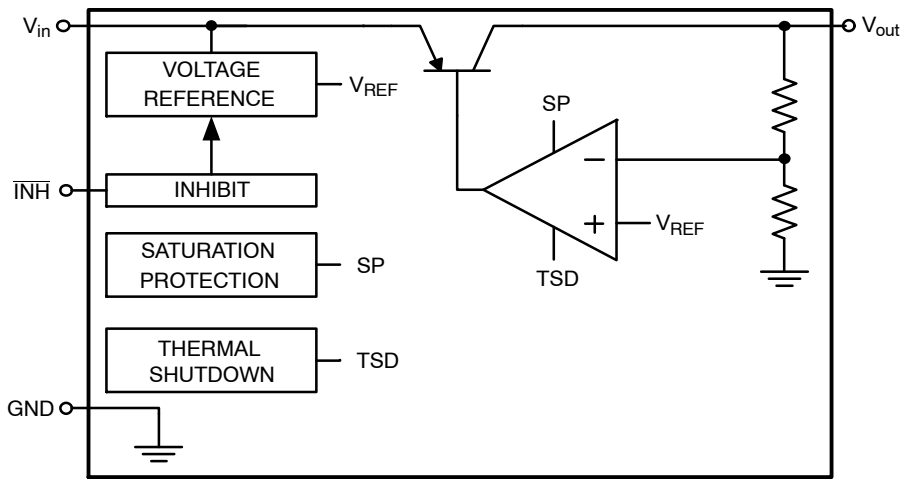 Vin
Vout
VOLTAGE
REFERENCE
VREF
SP
−
INH
INHIBIT
+
VREF
SATURATION
PROTECTION
SP
TSD
THERMAL
SHUTDOWN
TSD
GND